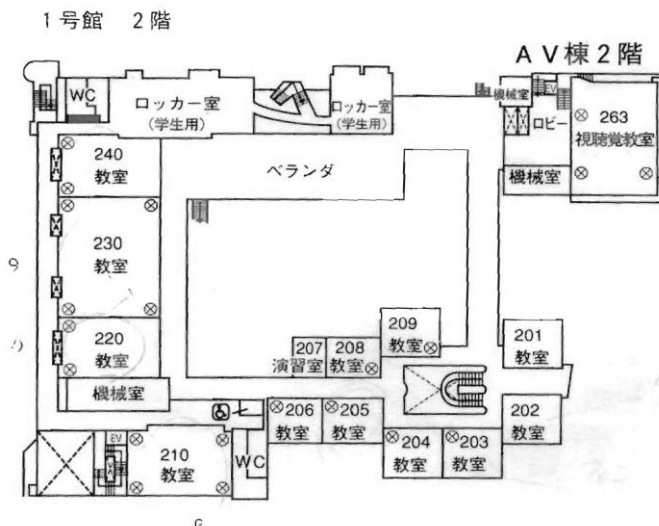 1号館 2階
AV棟2階
WC
ロッカー室
(学生用)
ロッカー室
(学生用)
機械室
EV
ロビー
263
視聴覚教室
機械室
240
教室
ベランダ
230
教室
220
教室
機械室
207
演習室
208
教室
209
教室
201
教室
202
教室
206
教室
205
教室
204
教室
203
教室
EV
210
教室
WC